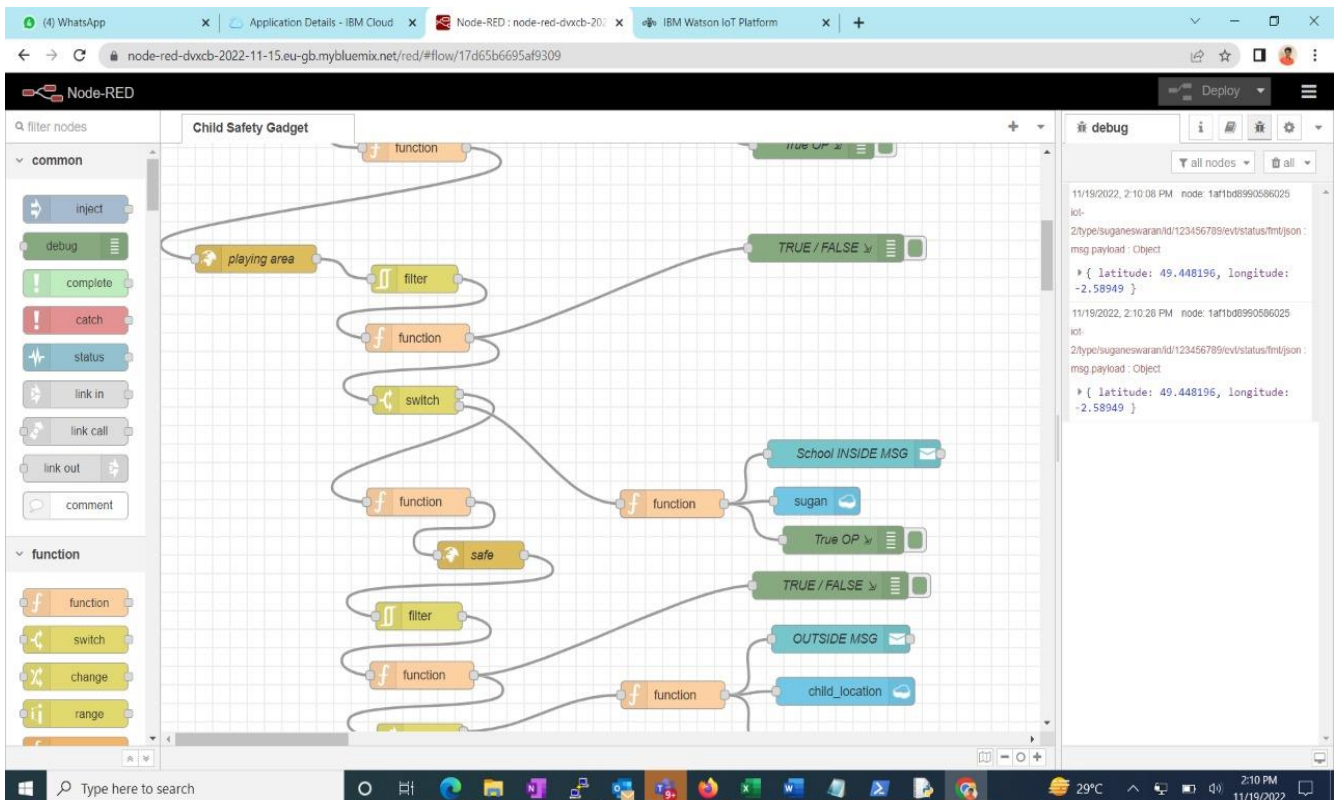 (4) WhatsApp
Application Details - IBM Cloud
Node-RED : node-red-dvxcb-202
IBM Watson IoT Platform
node-red-dvxcb-2022-11-15.eu-gb.mybluemix.net/red/#flow/17d65b6695af9309
Node-RED
Deploy
filter nodes
Child Safety Gadget
debug
i
all nodes
all
common
inject
debug
complete
catch
status
link in
link call
link out
comment
function
function
switch
change
range
function
True OP
playing area
filter
TRUE / FALSE
function
switch
School INSIDE MSG
function
function
sugan
True OP
safe
TRUE / FALSE
filter
OUTSIDE MSG
function
function
child_location
11/19/2022, 2:10:08 PM node: 1af1bd8990586025
iot-
2/type/suganeswaran/id/123456789/evt/status/fmt/json :
msg.payload : Object
{ latitude: 49.448196, longitude:
-2.58949 }
11/19/2022, 2:10:28 PM node: 1af1bd8990586025
iot-
2/type/suganeswaran/id/123456789/evt/status/fmt/json :
msg.payload : Object
{ latitude: 49.448196, longitude:
-2.58949 }
Type here to search
29°C
2:10 PM
11/19/2022